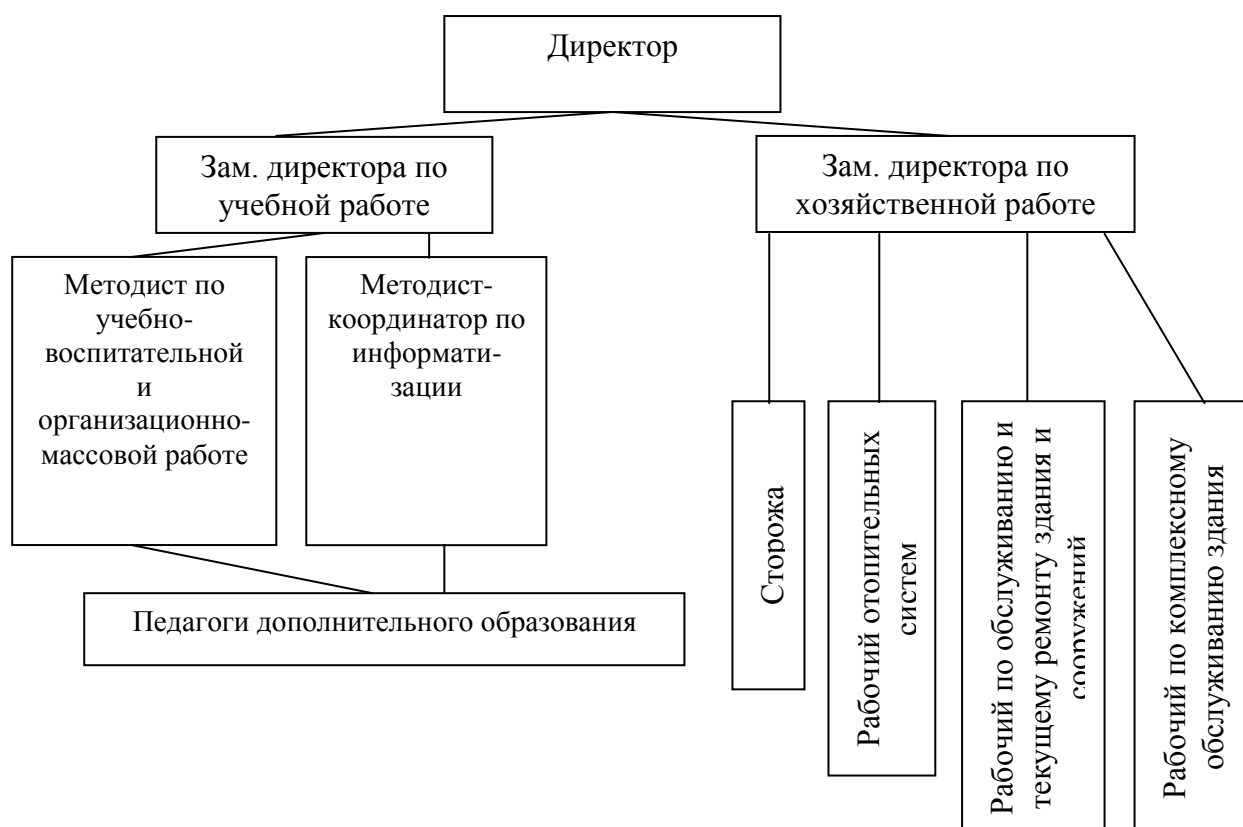 Директор
Зам. директора по
учебной работе
Зам. директора по
хозяйственной работе
Методист по
учебно-
воспитательной
и
организационно-
массовой работе
Методист-
координатор по
информати-
зации
Педагоги дополнительного образования
Сторожа
Рабочий отопительных
систем
Рабочий по обслуживанию и
текущему ремонту здания и
сооружений
Рабочий по комплексному
обслуживанию здания